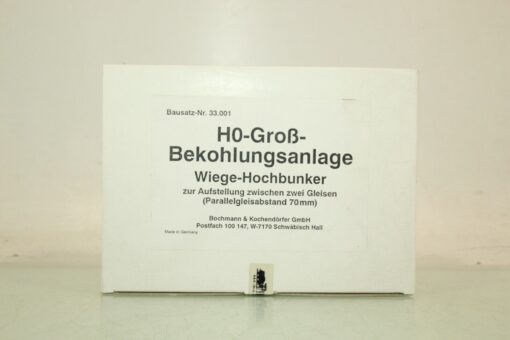 Bausatz-Nr. 33.001
H0-Groß-
Bekohlungsanlage
Wiege-Hochbunker
zur Aufstellung zwischen zwei Gleisen
(Parallelgleisabstand 70mm)
Bochmann & Kochendörfer GmbH
Postfach 100 147, W-7170 Schwäbisch Hall
Made in Germany